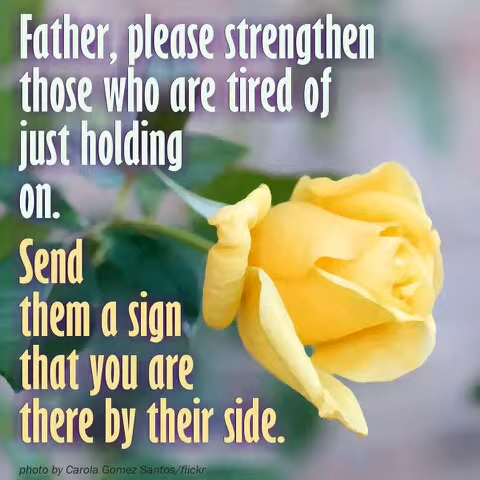 Father, please strengthen
those who are tired of
just holding
on.
Send
them a sign
that you are
there by their side.
photo by Carola Gomez Santos/flickr